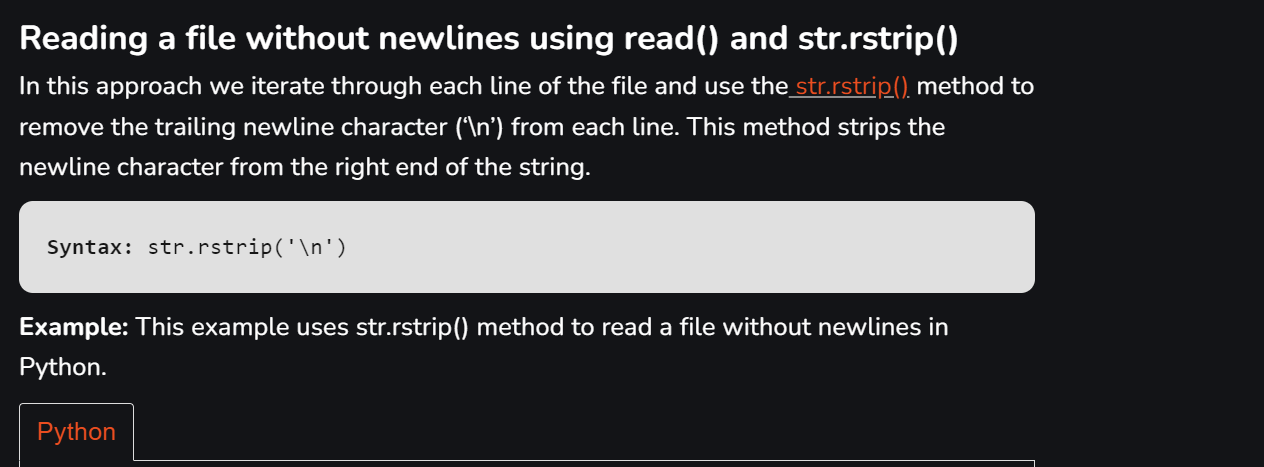 Reading a file without newlines using read() and str.rstrip()
In this approach we iterate through each line of the file and use the str.rstrip() method to
remove the trailing newline character (‘\n’) from each line. This method strips the
newline character from the right end of the string.
Syntax: str.rstrip('\n')
Example: This example uses str.rstrip() method to read a file without newlines in
Python.
Python